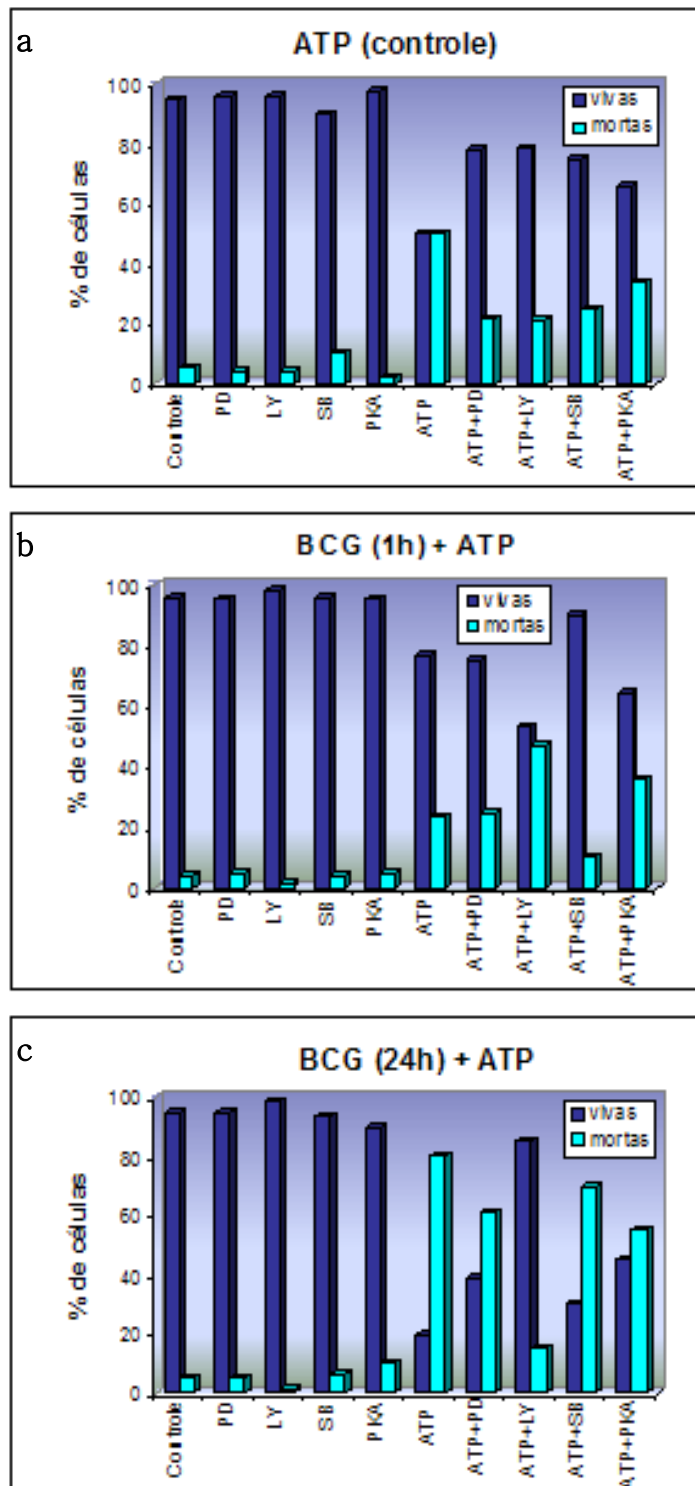 a
ATP (controle)
vivas
mortas
% de células
100
80
60
40
20
0
Controle
PD
LY
SB
PKA
ATP
ATP+PD
ATP+LY
ATP+SB
ATP+PKA
b
BCG (1h) + ATP
vivas
mortas
% de células
100
80
60
40
20
0
Controle
PD
LY
SB
PKA
ATP
ATP+PD
ATP+LY
ATP+SB
ATP+PKA
c
BCG (24h) + ATP
vivas
mortas
% de células
100
80
60
40
20
0
Controle
PD
LY
SB
PKA
ATP
ATP+PD
ATP+LY
ATP+SB
ATP+PKA